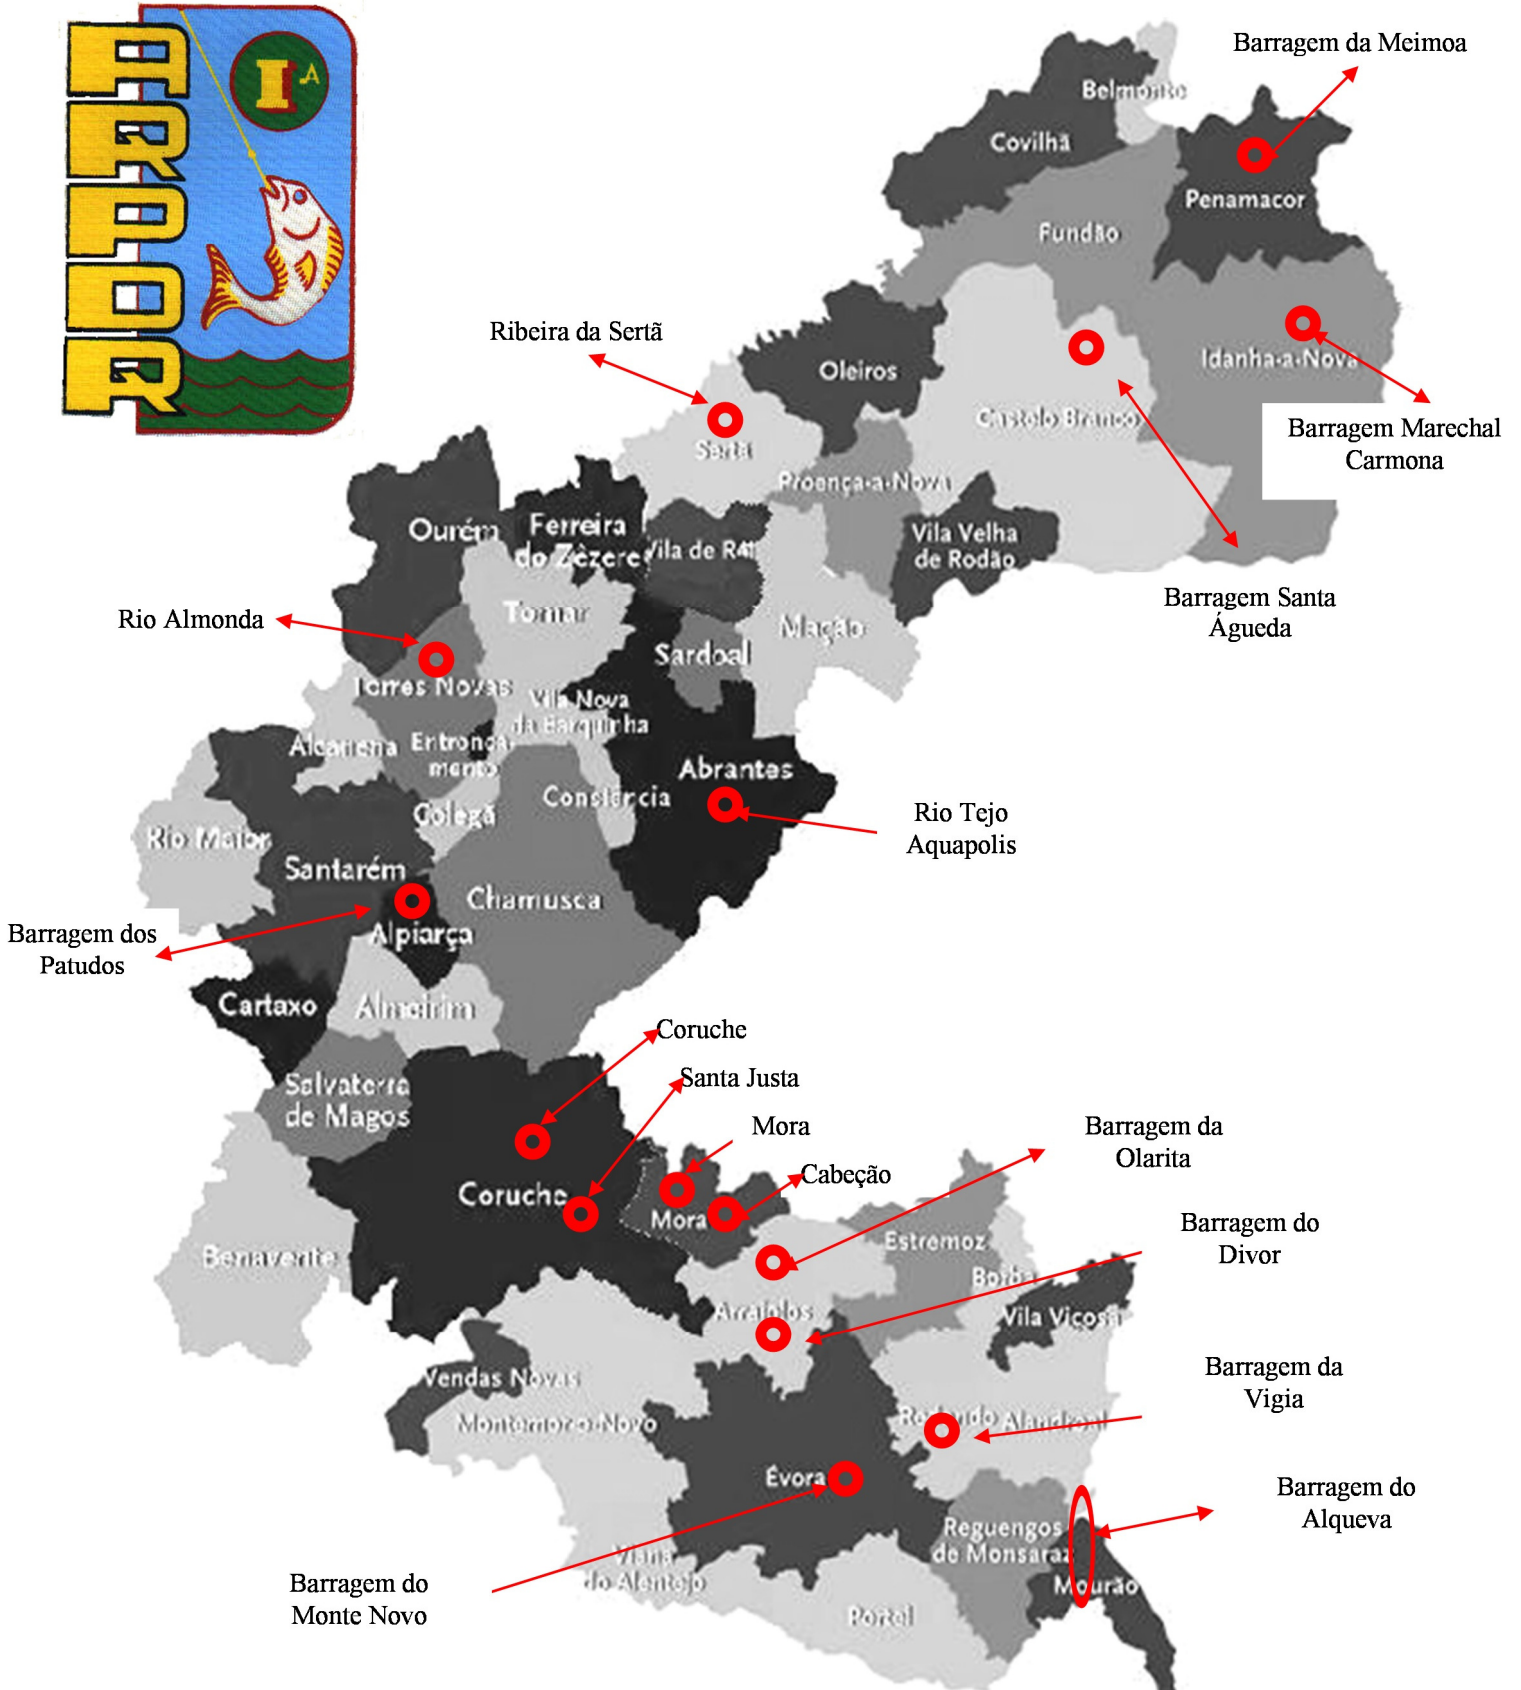 ARPDR
I.A
Barragem da Meimoa
Belmonte
Covilhã
Penamacor
Fundão
Ribeira da Sertã
Oleiros
Idanha-a-Nova
Castelo Branco
Barragem Marechal
Carmona
Sertã
Proença-a-Nova
Ourém
Ferreira
do Zêzere
Vila de Rei
Vila Velha
de Rodão
Barragem Santa
Águeda
Rio Almonda
Tomar
Mação
Sardoal
Torres Novas
Vila Nova
da Barquinha
Alcanena
Entronca-
mento
Abrantes
Constância
Golegã
Rio Tejo
Aquapolis
Rio Maior
Santarém
Chamusca
Barragem dos
Patudos
Alpiarça
Cartaxo
Almeirim
Coruche
Santa Justa
Salvaterra
de Magos
Mora
Cabeção
Barragem da
Olarita
Coruche
Mora
Barragem do
Divor
Estremoz
Benavente
Borba
Arraiolos
Vila Viçosa
Vendas Novas
Barragem da
Vigia
Montemor-o-Novo
Redondo
Alandroal
Évora
Barragem do
Alqueva
Reguengos
de Monsaraz
Viana
do Alentejo
Mourão
Barragem do
Monte Novo
Portel